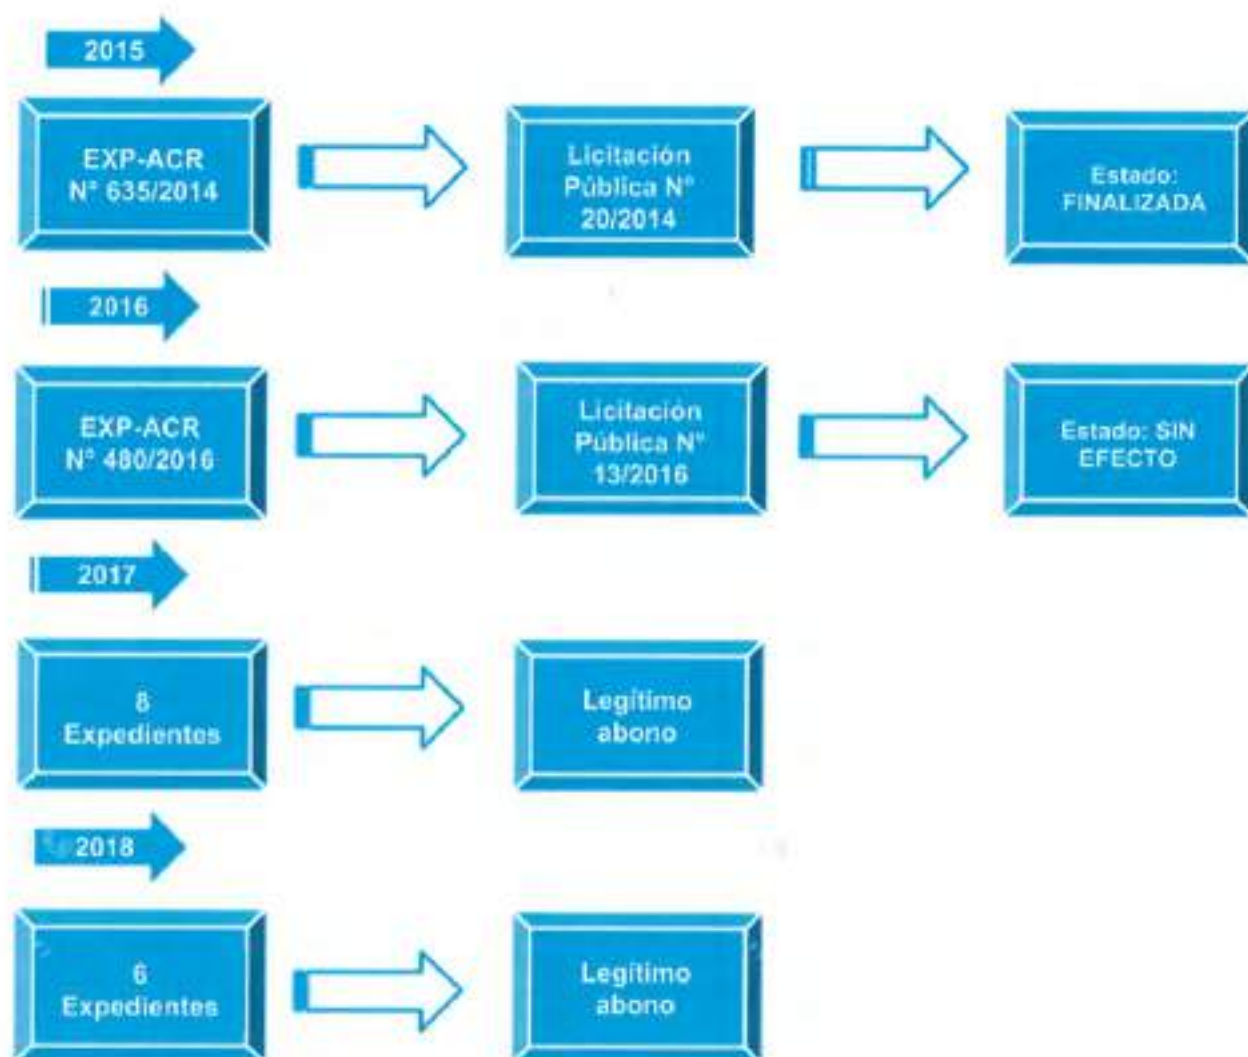 2015
EXP-ACR
N° 635/2014
Licitación
Pública N°
20/2014
Estado:
FINALIZADA
2016
EXP-ACR
N° 480/2016
Licitación
Pública N°
13/2016
Estado: SIN
EFECTO
2017
8
Expedientes
Legítimo
abono
2018
6
Expedientes
Legítimo
abono